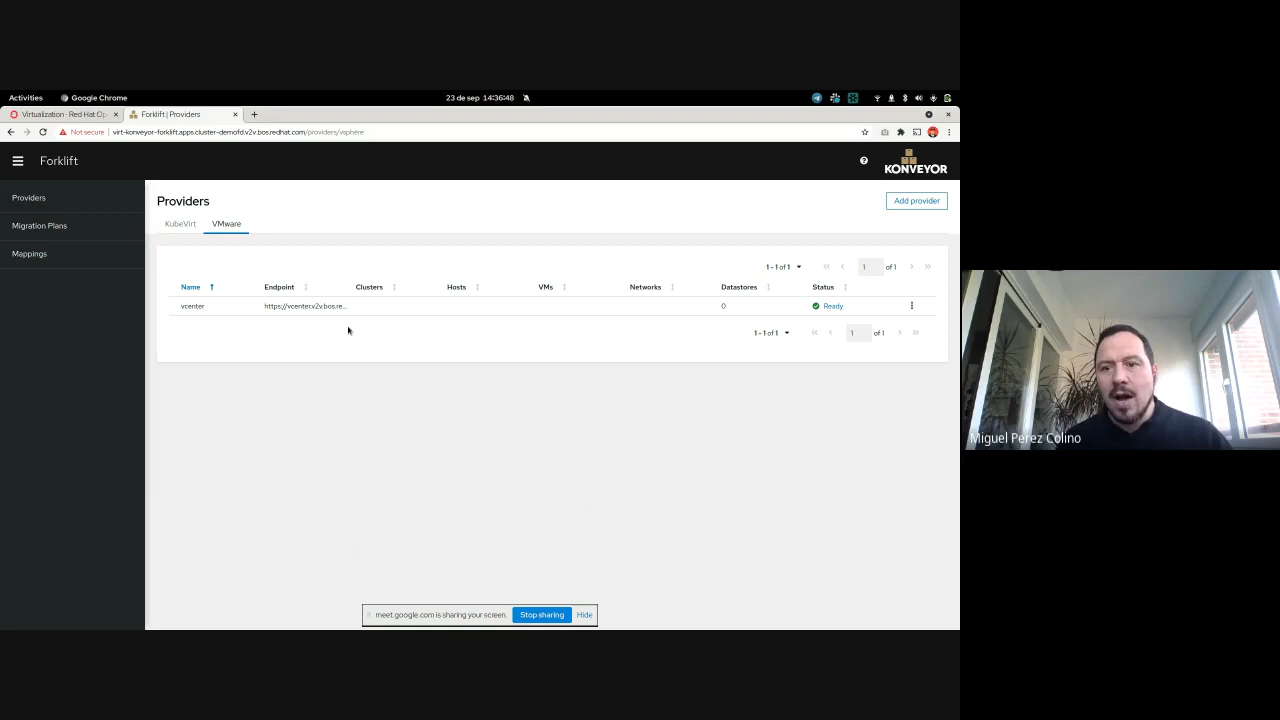 Activities
Google Chrome
23 de sep 14:36:48
Virtualization · Red Hat Op
Forklift | Providers
Not secure
virt-konveyor-forklift.apps.cluster-demofd.v2v.bos.redhat.com/providers/vsphere
Forklift
KONVEYOR
Providers
Migration Plans
Mappings
Providers
Add provider
KubeVirt
VMware
1 - 1 of 1
1
of 1
Name
Endpoint
Clusters
Hosts
VMs
Networks
Datastores
Status
vcenter
https://vcenter.v2v.bos.re...
0
Ready
1 - 1 of 1
1
of 1
meet.google.com is sharing your screen.
Stop sharing
Hide
Miguel Perez Colino